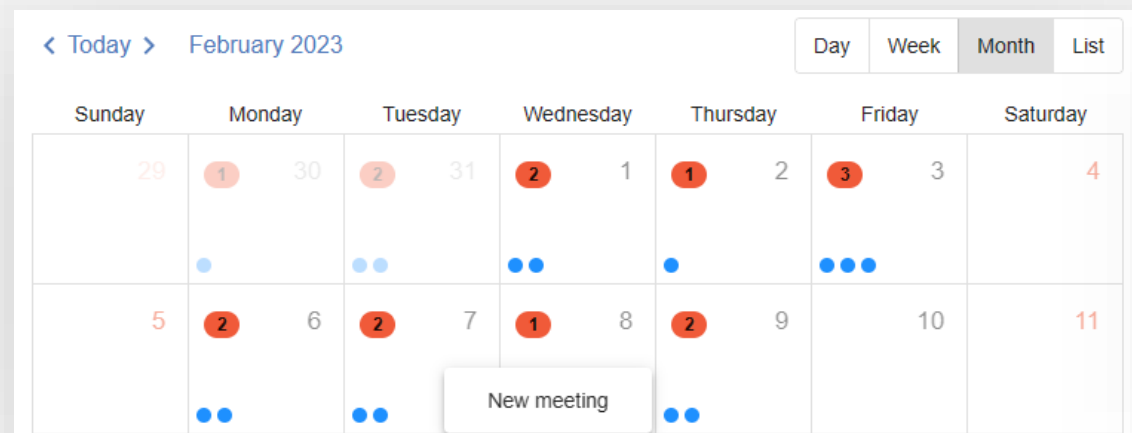 < Today > February 2023 Day Week Month List
Sunday Monday Tuesday Wednesday Thursday Friday Saturday
29 1 30 2 31 2 1 1 2 3 3 4
5 2 6 2 7 1 8 2 9 10 11
New meeting